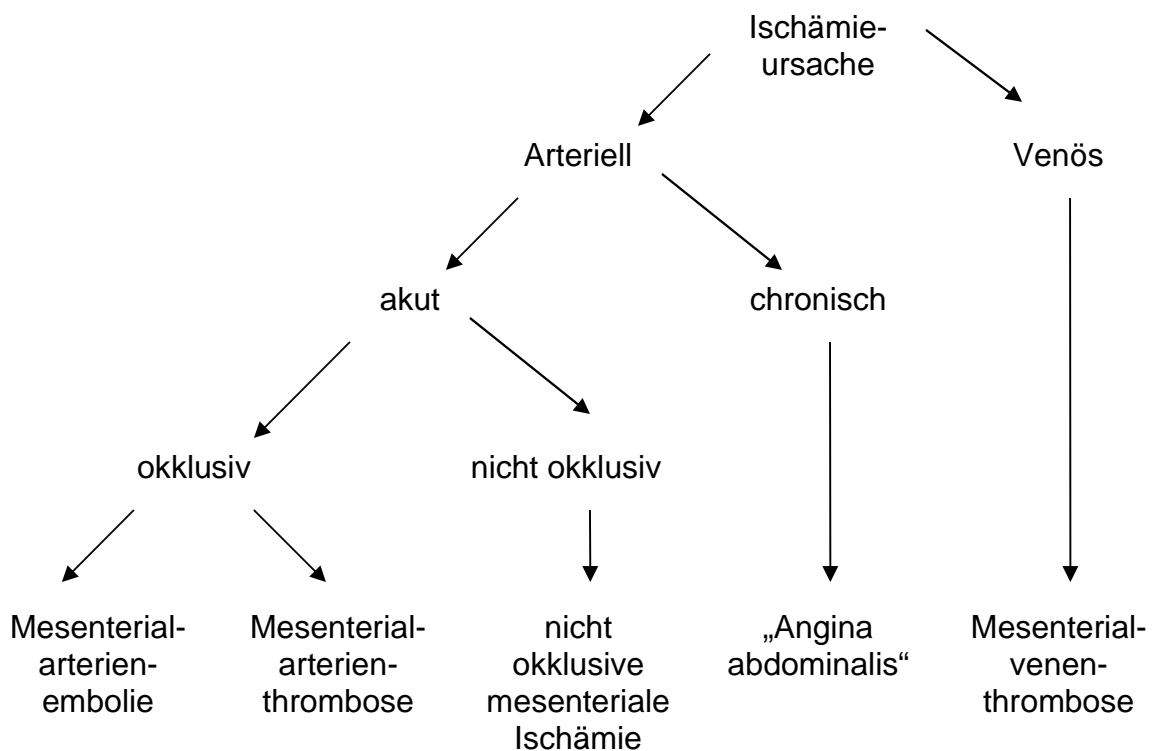 Ischämie-
ursache
Arteriell
Venös
akut
chronisch
okklusiv
nicht okklusiv
Mesenterial-
arterien-
embolie
Mesenterial-
arterien-
thrombose
nicht
okklusive
mesenteriale
Ischämie
„Angina
abdominalis“
Mesenterial-
venen-
thrombose